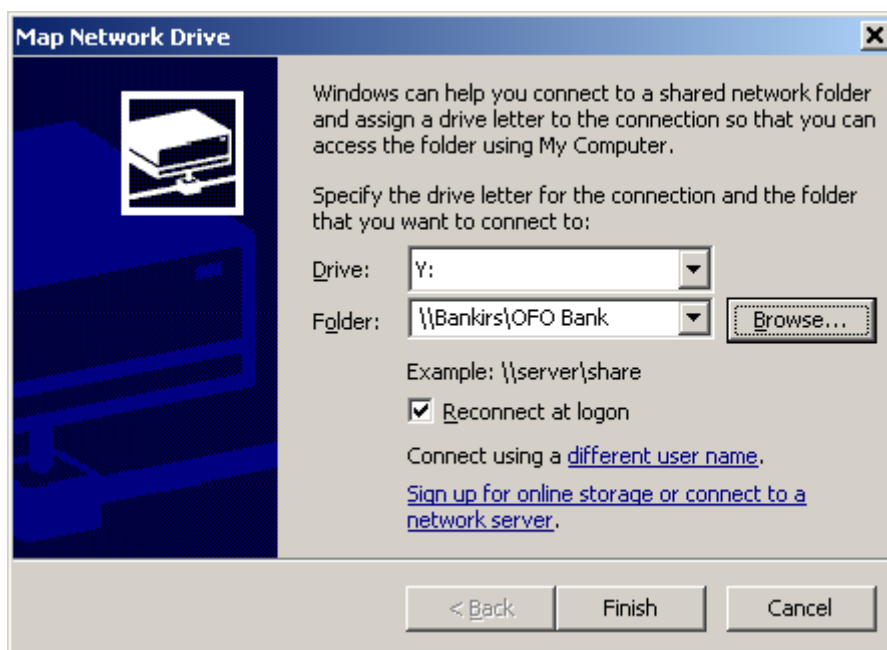 Map Network Drive
Windows can help you connect to a shared network folder
and assign a drive letter to the connection so that you can
access the folder using My Computer.
Specify the drive letter for the connection and the folder
that you want to connect to:
Drive: Y:
Folder: \\Bankirs\OFO Bank Browse...
Example: \\server\share
Reconnect at logon
Connect using a different user name.
Sign up for online storage or connect to a
network server.
< Back Finish Cancel